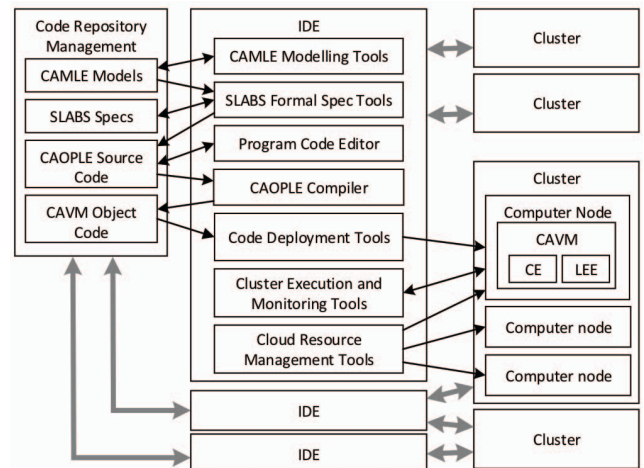 Code Repository
Management
CAMLE Models
SLABS Specs
CAOPLE Source
Code
CAVM Object
Code
IDE
CAMLE Modelling Tools
SLABS Formal Spec Tools
Program Code Editor
CAOPLE Compiler
Code Deployment Tools
Cluster Execution and
Monitoring Tools
Cloud Resource
Management Tools
IDE
IDE
Cluster
Cluster
Cluster
Computer Node
CAVM
CE
LEE
Computer node
Computer node
Cluster